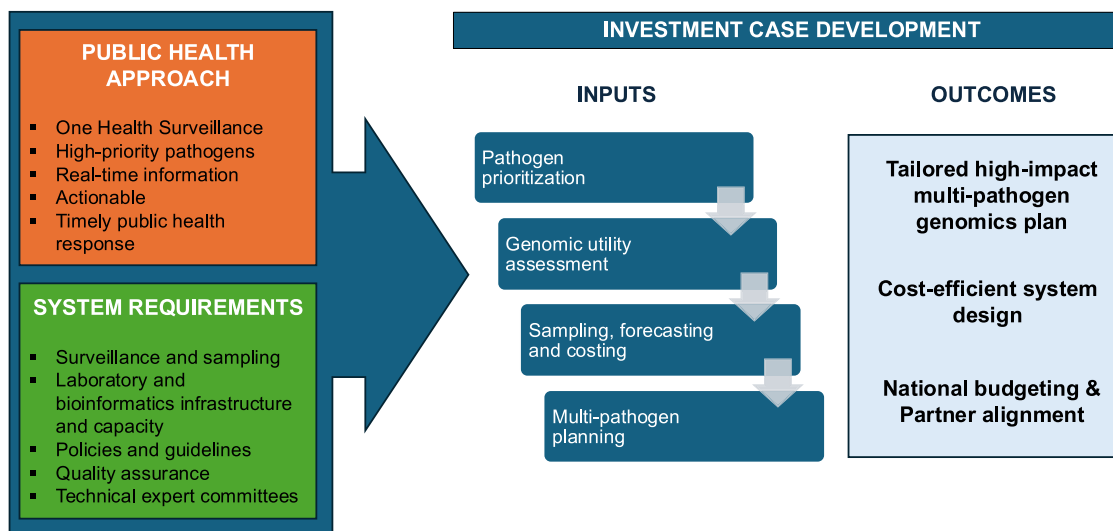 PUBLIC HEALTH
APPROACH
▪ One Health Surveillance
▪ High-priority pathogens
▪ Real-time information
▪ Actionable
▪ Timely public health
response
SYSTEM REQUIREMENTS
▪ Surveillance and sampling
▪ Laboratory and
bioinformatics infrastructure
and capacity
▪ Policies and guidelines
▪ Quality assurance
▪ Technical expert committees
INVESTMENT CASE DEVELOPMENT
INPUTS
Pathogen
prioritization
Genomic utility
assessment
Sampling, forecasting
and costing
Multi-pathogen
planning
OUTCOMES
Tailored high-impact
multi-pathogen
genomics plan
Cost-efficient system
design
National budgeting &
Partner alignment